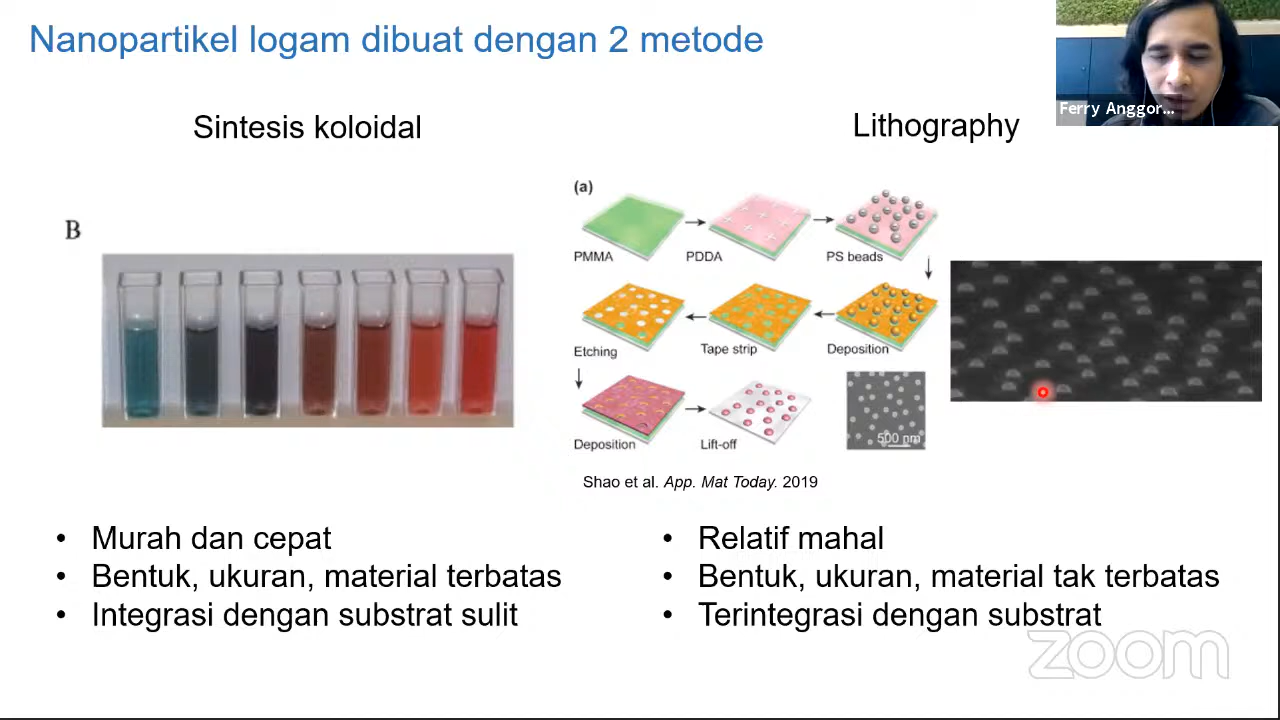 Nanopartikel logam dibuat dengan 2 metode
Ferry Anggor...
Sintesis koloidal
Lithography
B
(a)
PMMA
PDDA
PS beads
Etching
Tape strip
Deposition
Deposition
Lift-off
500 nm
Shao et al. App. Mat Today. 2019
• Murah dan cepat
• Bentuk, ukuran, material terbatas
• Integrasi dengan substrat sulit
• Relatif mahal
• Bentuk, ukuran, material tak terbatas
• Terintegrasi dengan substrat
zoom